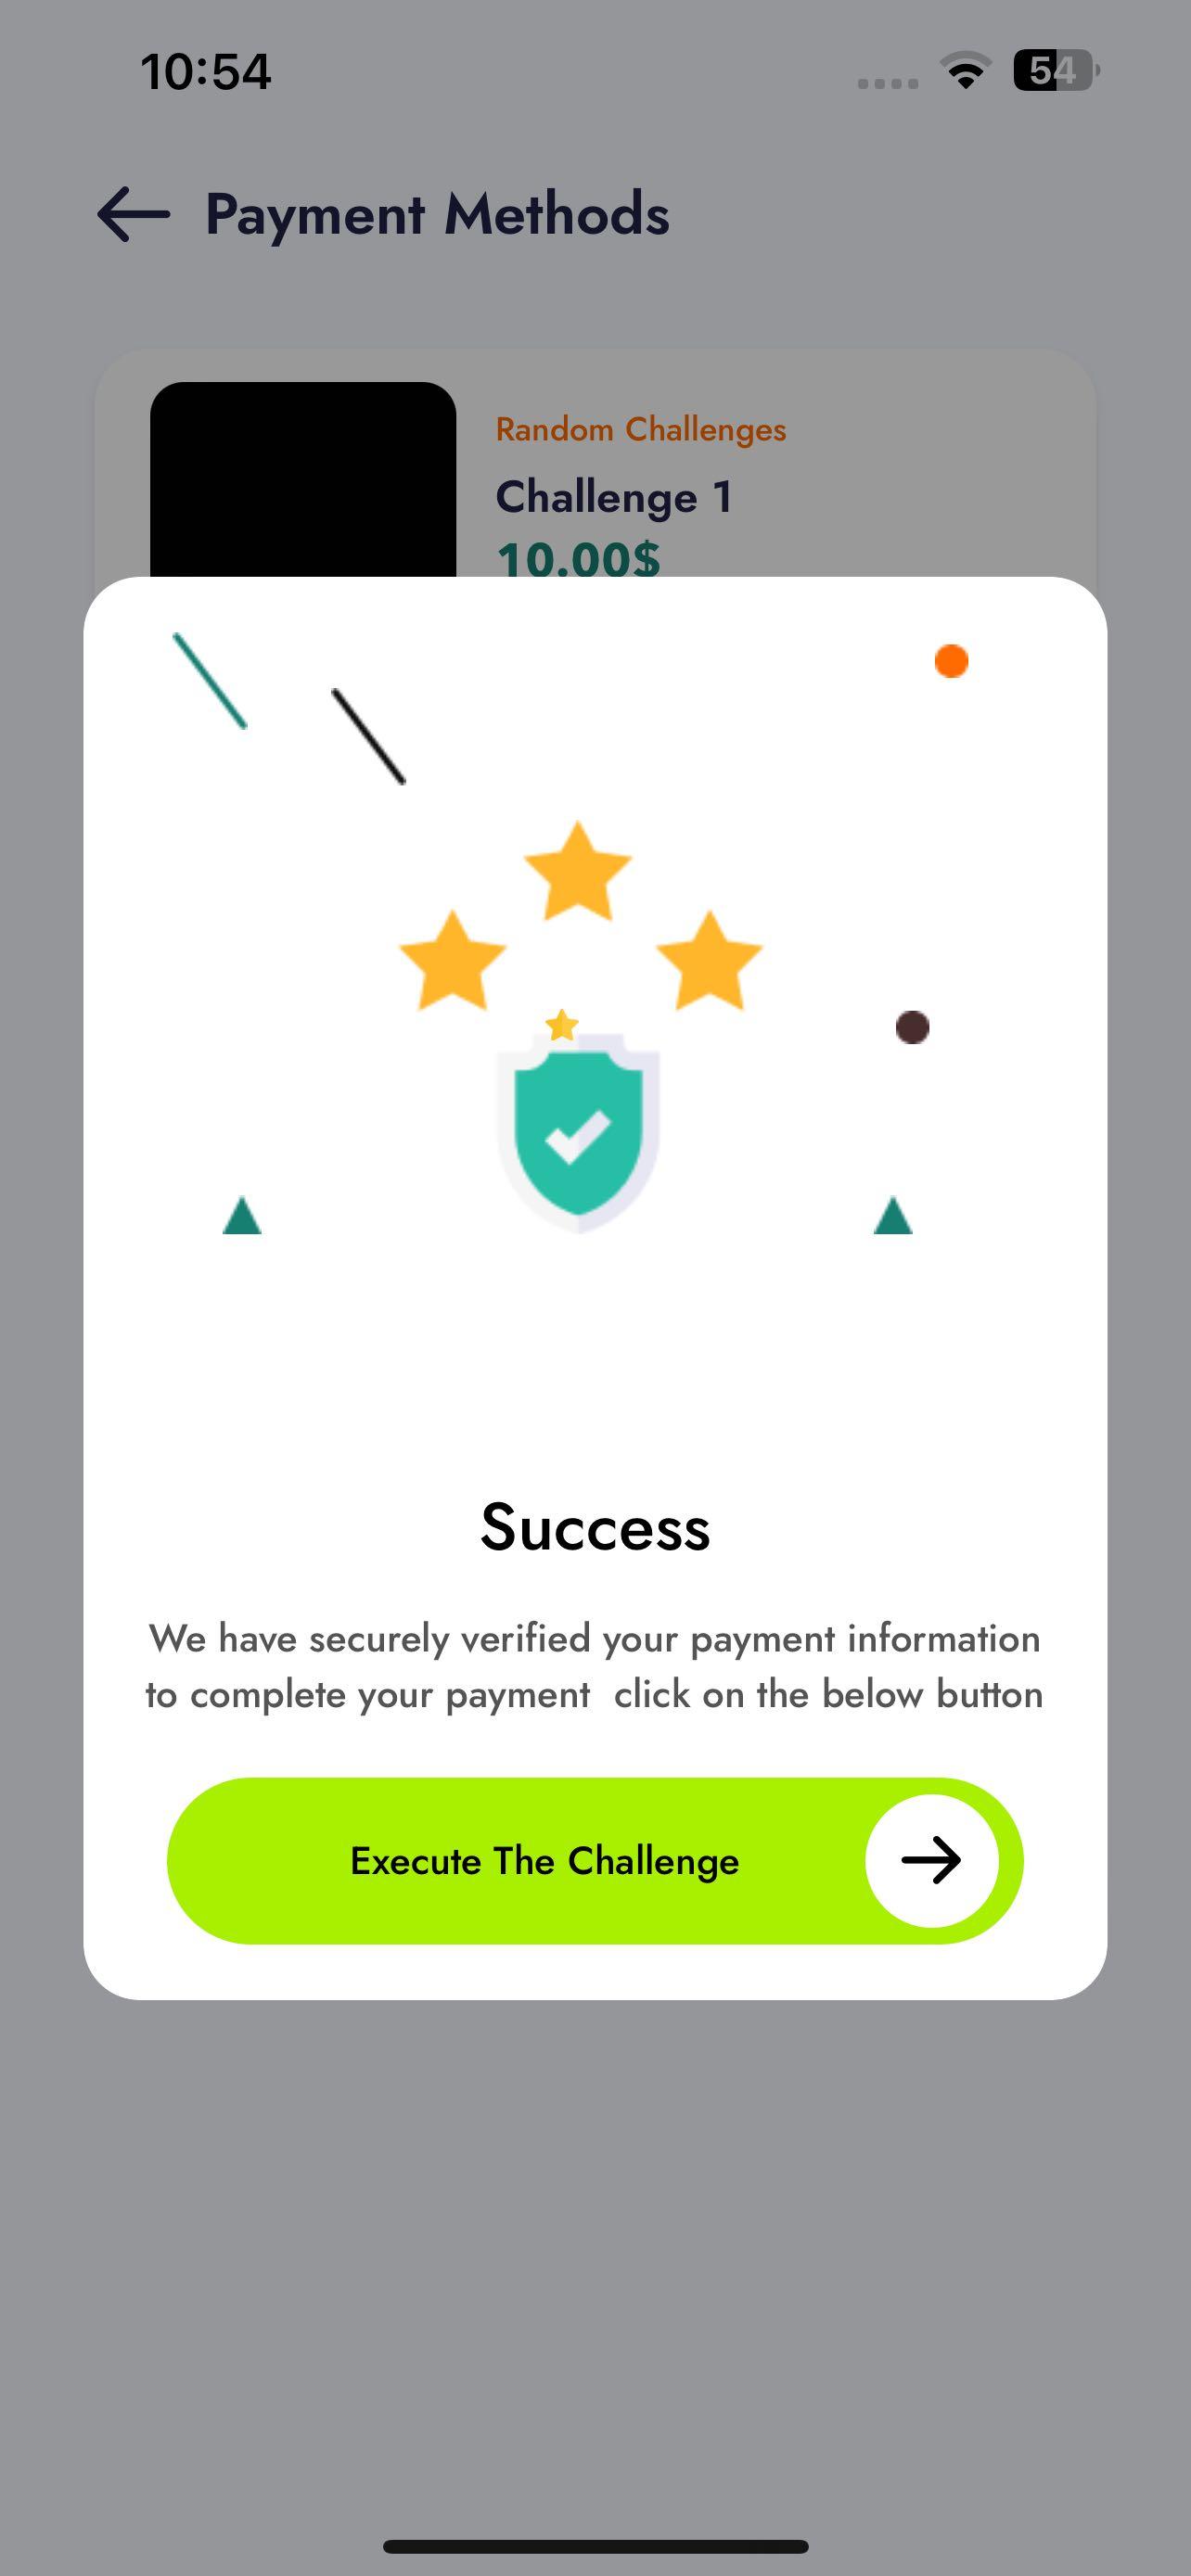 10:54
54
Payment Methods
Random Challenges
Challenge 1
10.00$
Success
We have securely verified your payment information
to complete your payment  click on the below button
Execute The Challenge